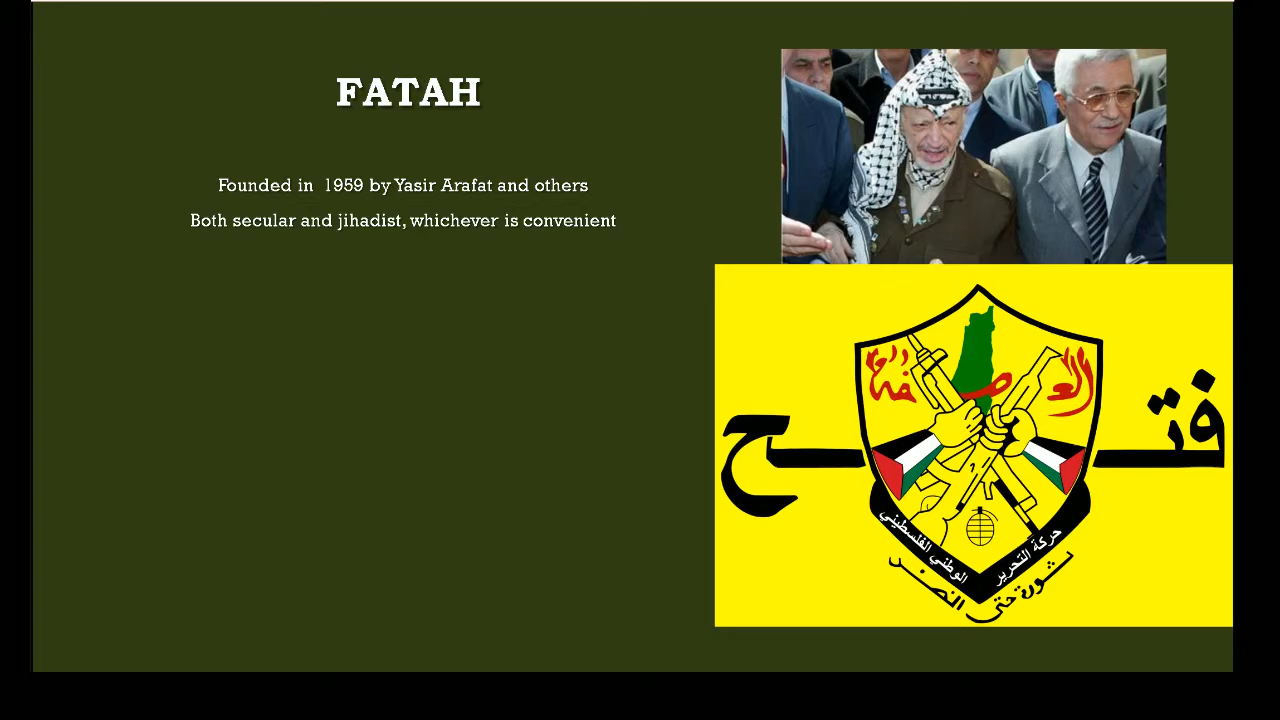 FATAH
Founded in 1959 by Yasir Arafat and others
Both secular and jihadist, whichever is convenient
العاصفة
فتح
حركة التحرير الوطني الفلسطيني
ثورة حتى النصر